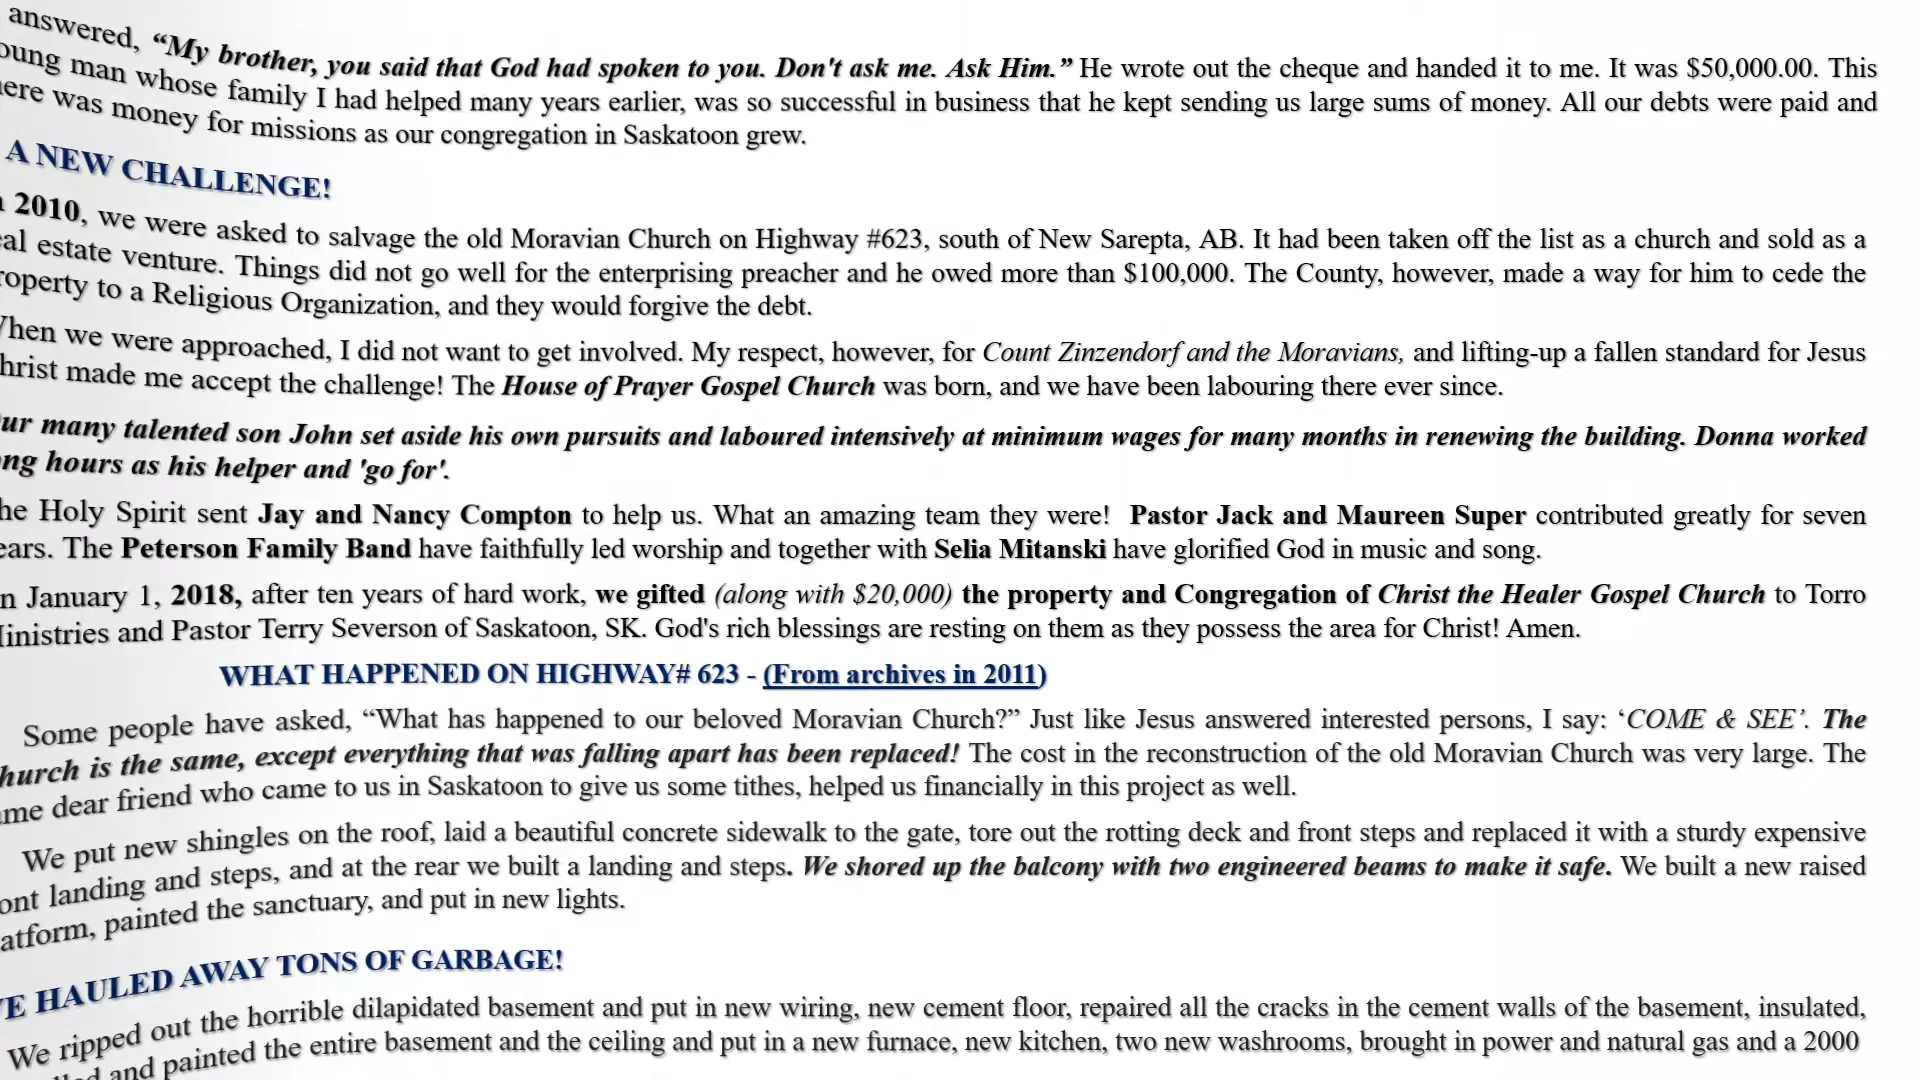 answered, “My brother, you said that God had spoken to you. Don't ask me. Ask Him.” He wrote out the cheque and handed it to me. It was $50,000.00. This
oung man whose family I had helped many years earlier, was so successful in business that he kept sending us large sums of money. All our debts were paid and
ere was money for missions as our congregation in Saskatoon grew.
A NEW CHALLENGE!
n 2010, we were asked to salvage the old Moravian Church on Highway #623, south of New Sarepta, AB. It had been taken off the list as a church and sold as a
eal estate venture. Things did not go well for the enterprising preacher and he owed more than $100,000. The County, however, made a way for him to cede the
roperty to a Religious Organization, and they would forgive the debt.
When we were approached, I did not want to get involved. My respect, however, for Count Zinzendorf and the Moravians, and lifting-up a fallen standard for Jesus
hrist made me accept the challenge! The House of Prayer Gospel Church was born, and we have been labouring there ever since.
ur many talented son John set aside his own pursuits and laboured intensively at minimum wages for many months in renewing the building. Donna worked
ng hours as his helper and 'go for'.
he Holy Spirit sent Jay and Nancy Compton to help us. What an amazing team they were! Pastor Jack and Maureen Super contributed greatly for seven
ears. The Peterson Family Band have faithfully led worship and together with Selia Mitanski have glorified God in music and song.
n January 1, 2018, after ten years of hard work, we gifted (along with $20,000) the property and Congregation of Christ the Healer Gospel Church to Torro
inistries and Pastor Terry Severson of Saskatoon, SK. God's rich blessings are resting on them as they possess the area for Christ! Amen.
WHAT HAPPENED ON HIGHWAY# 623 - (From archives in 2011)
Some people have asked, “What has happened to our beloved Moravian Church?” Just like Jesus answered interested persons, I say: ‘COME & SEE’. The
hurch is the same, except everything that was falling apart has been replaced! The cost in the reconstruction of the old Moravian Church was very large. The
ame dear friend who came to us in Saskatoon to give us some tithes, helped us financially in this project as well.
We put new shingles on the roof, laid a beautiful concrete sidewalk to the gate, tore out the rotting deck and front steps and replaced it with a sturdy expensive
ont landing and steps, and at the rear we built a landing and steps. We shored up the balcony with two engineered beams to make it safe. We built a new raised
atform, painted the sanctuary, and put in new lights.
E HAULED AWAY TONS OF GARBAGE!
We ripped out the horrible dilapidated basement and put in new wiring, new cement floor, repaired all the cracks in the cement walls of the basement, insulated,
and painted the entire basement and the ceiling and put in a new furnace, new kitchen, two new washrooms, brought in power and natural gas and a 2000